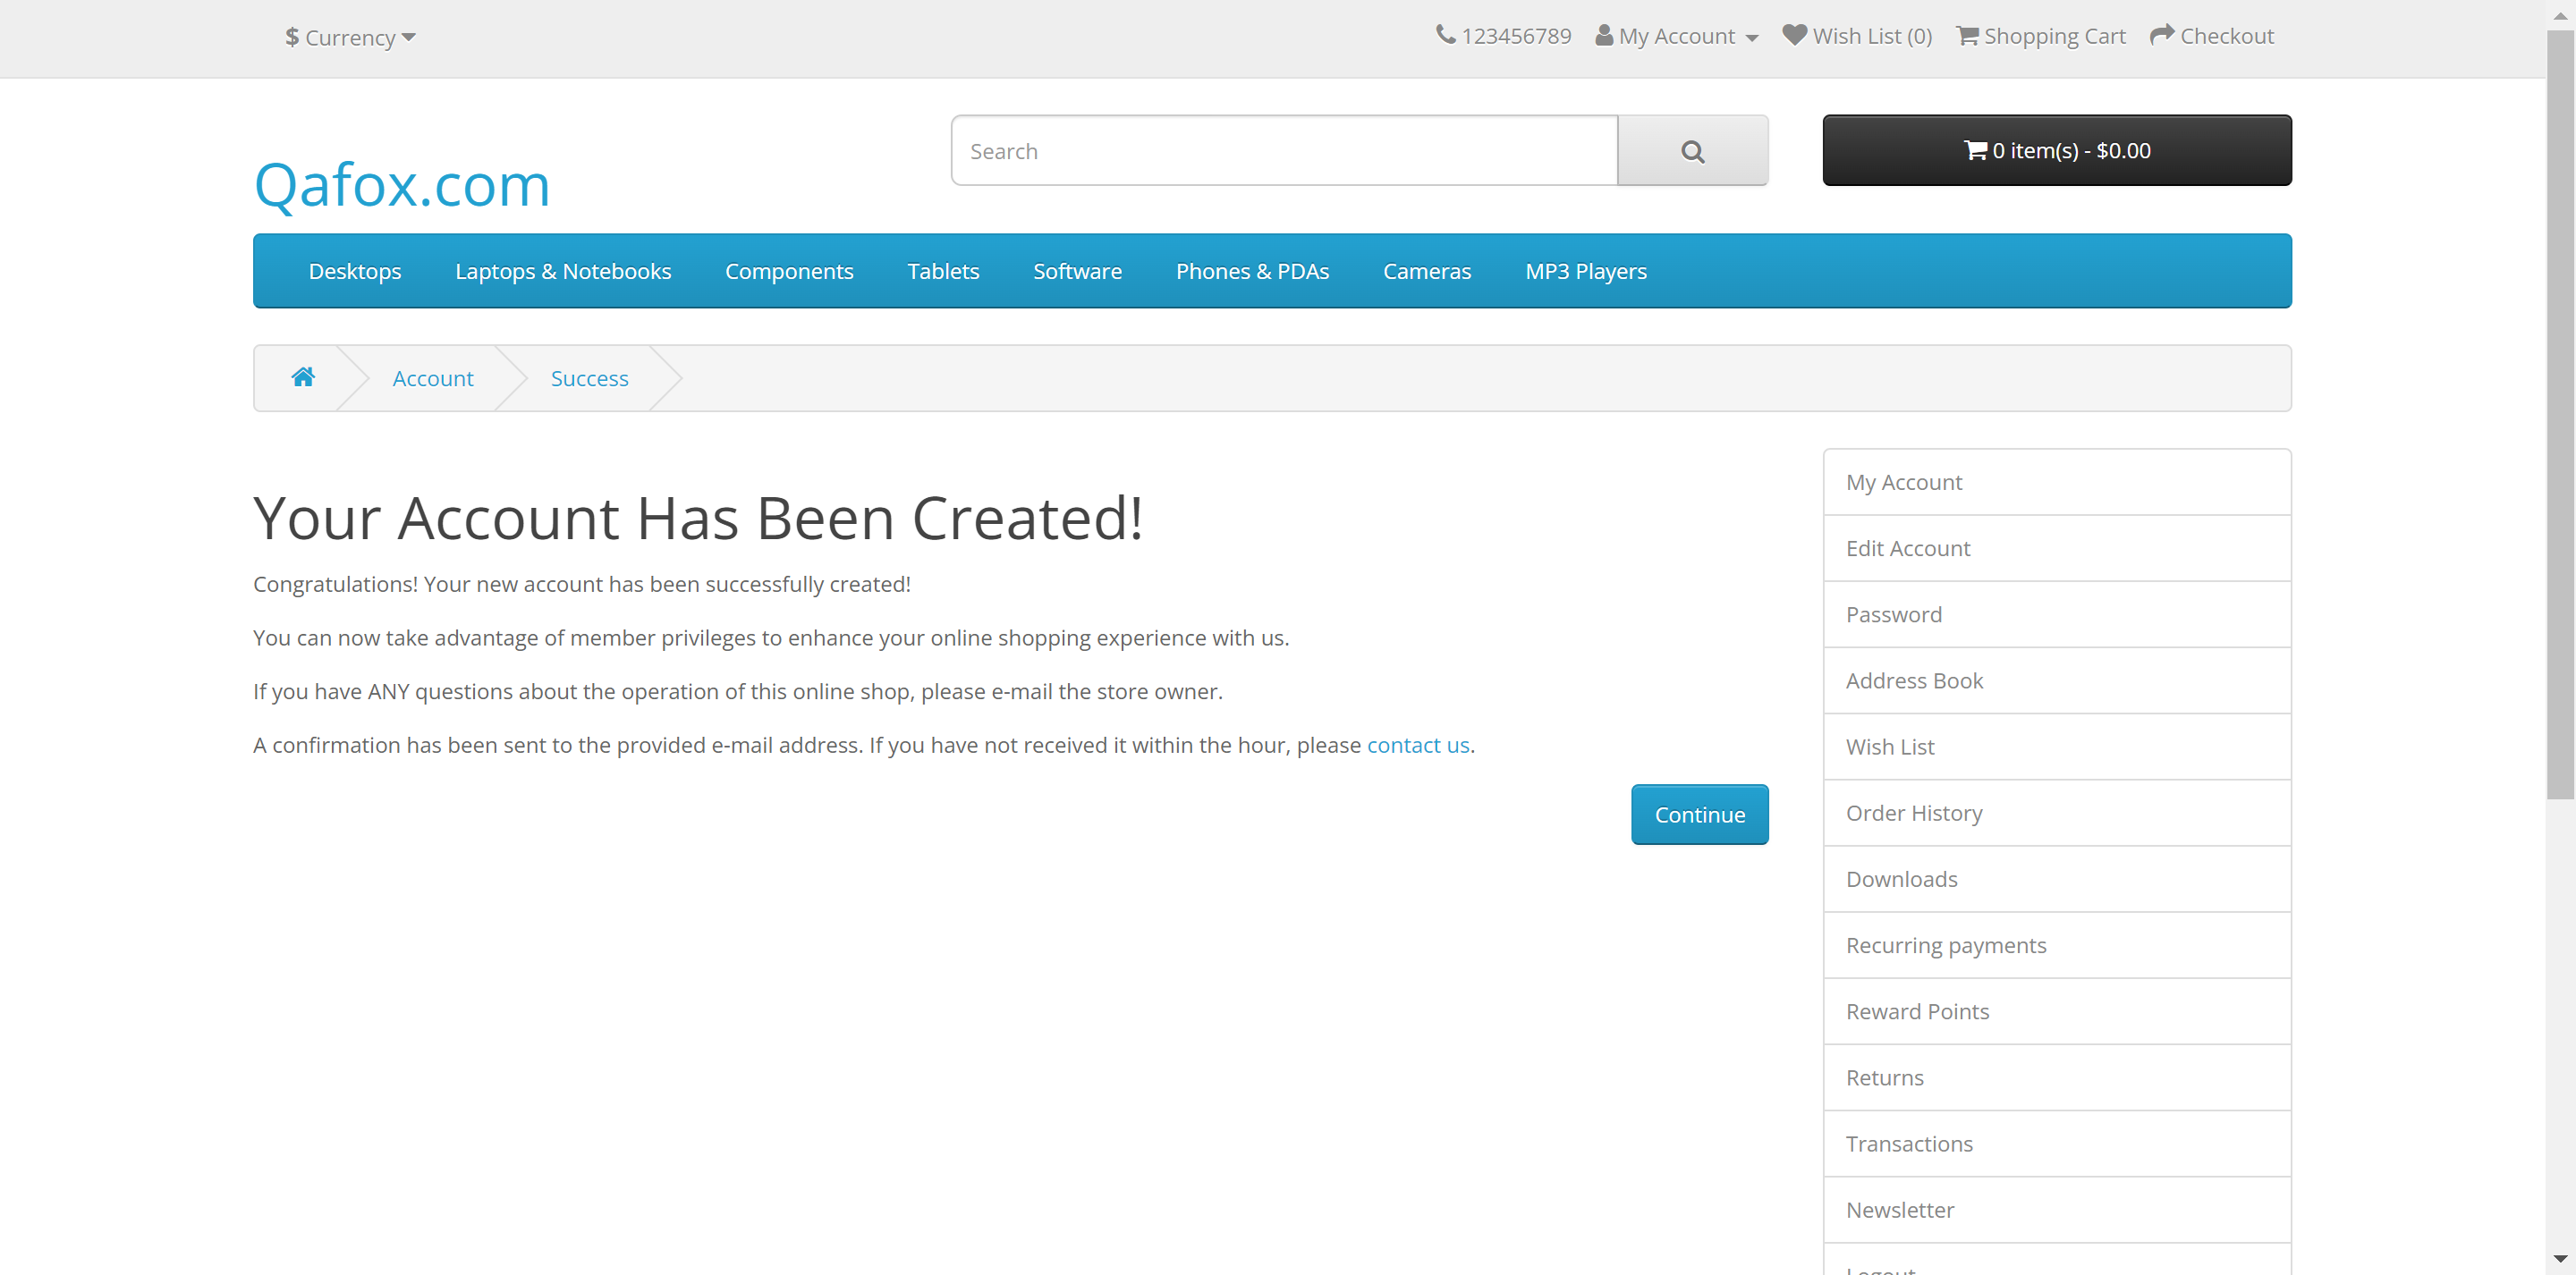 $ Currency
123456789 My Account Wish List (0) Shopping Cart Checkout
Qafox.com
Search
0 item(s) - $0.00
Desktops Laptops & Notebooks Components Tablets Software Phones & PDAs Cameras MP3 Players
Account Success
Your Account Has Been Created!
Congratulations! Your new account has been successfully created!
You can now take advantage of member privileges to enhance your online shopping experience with us.
If you have ANY questions about the operation of this online shop, please e-mail the store owner.
A confirmation has been sent to the provided e-mail address. If you have not received it within the hour, please contact us.
Continue
My Account
Edit Account
Password
Address Book
Wish List
Order History
Downloads
Recurring payments
Reward Points
Returns
Transactions
Newsletter
Logout